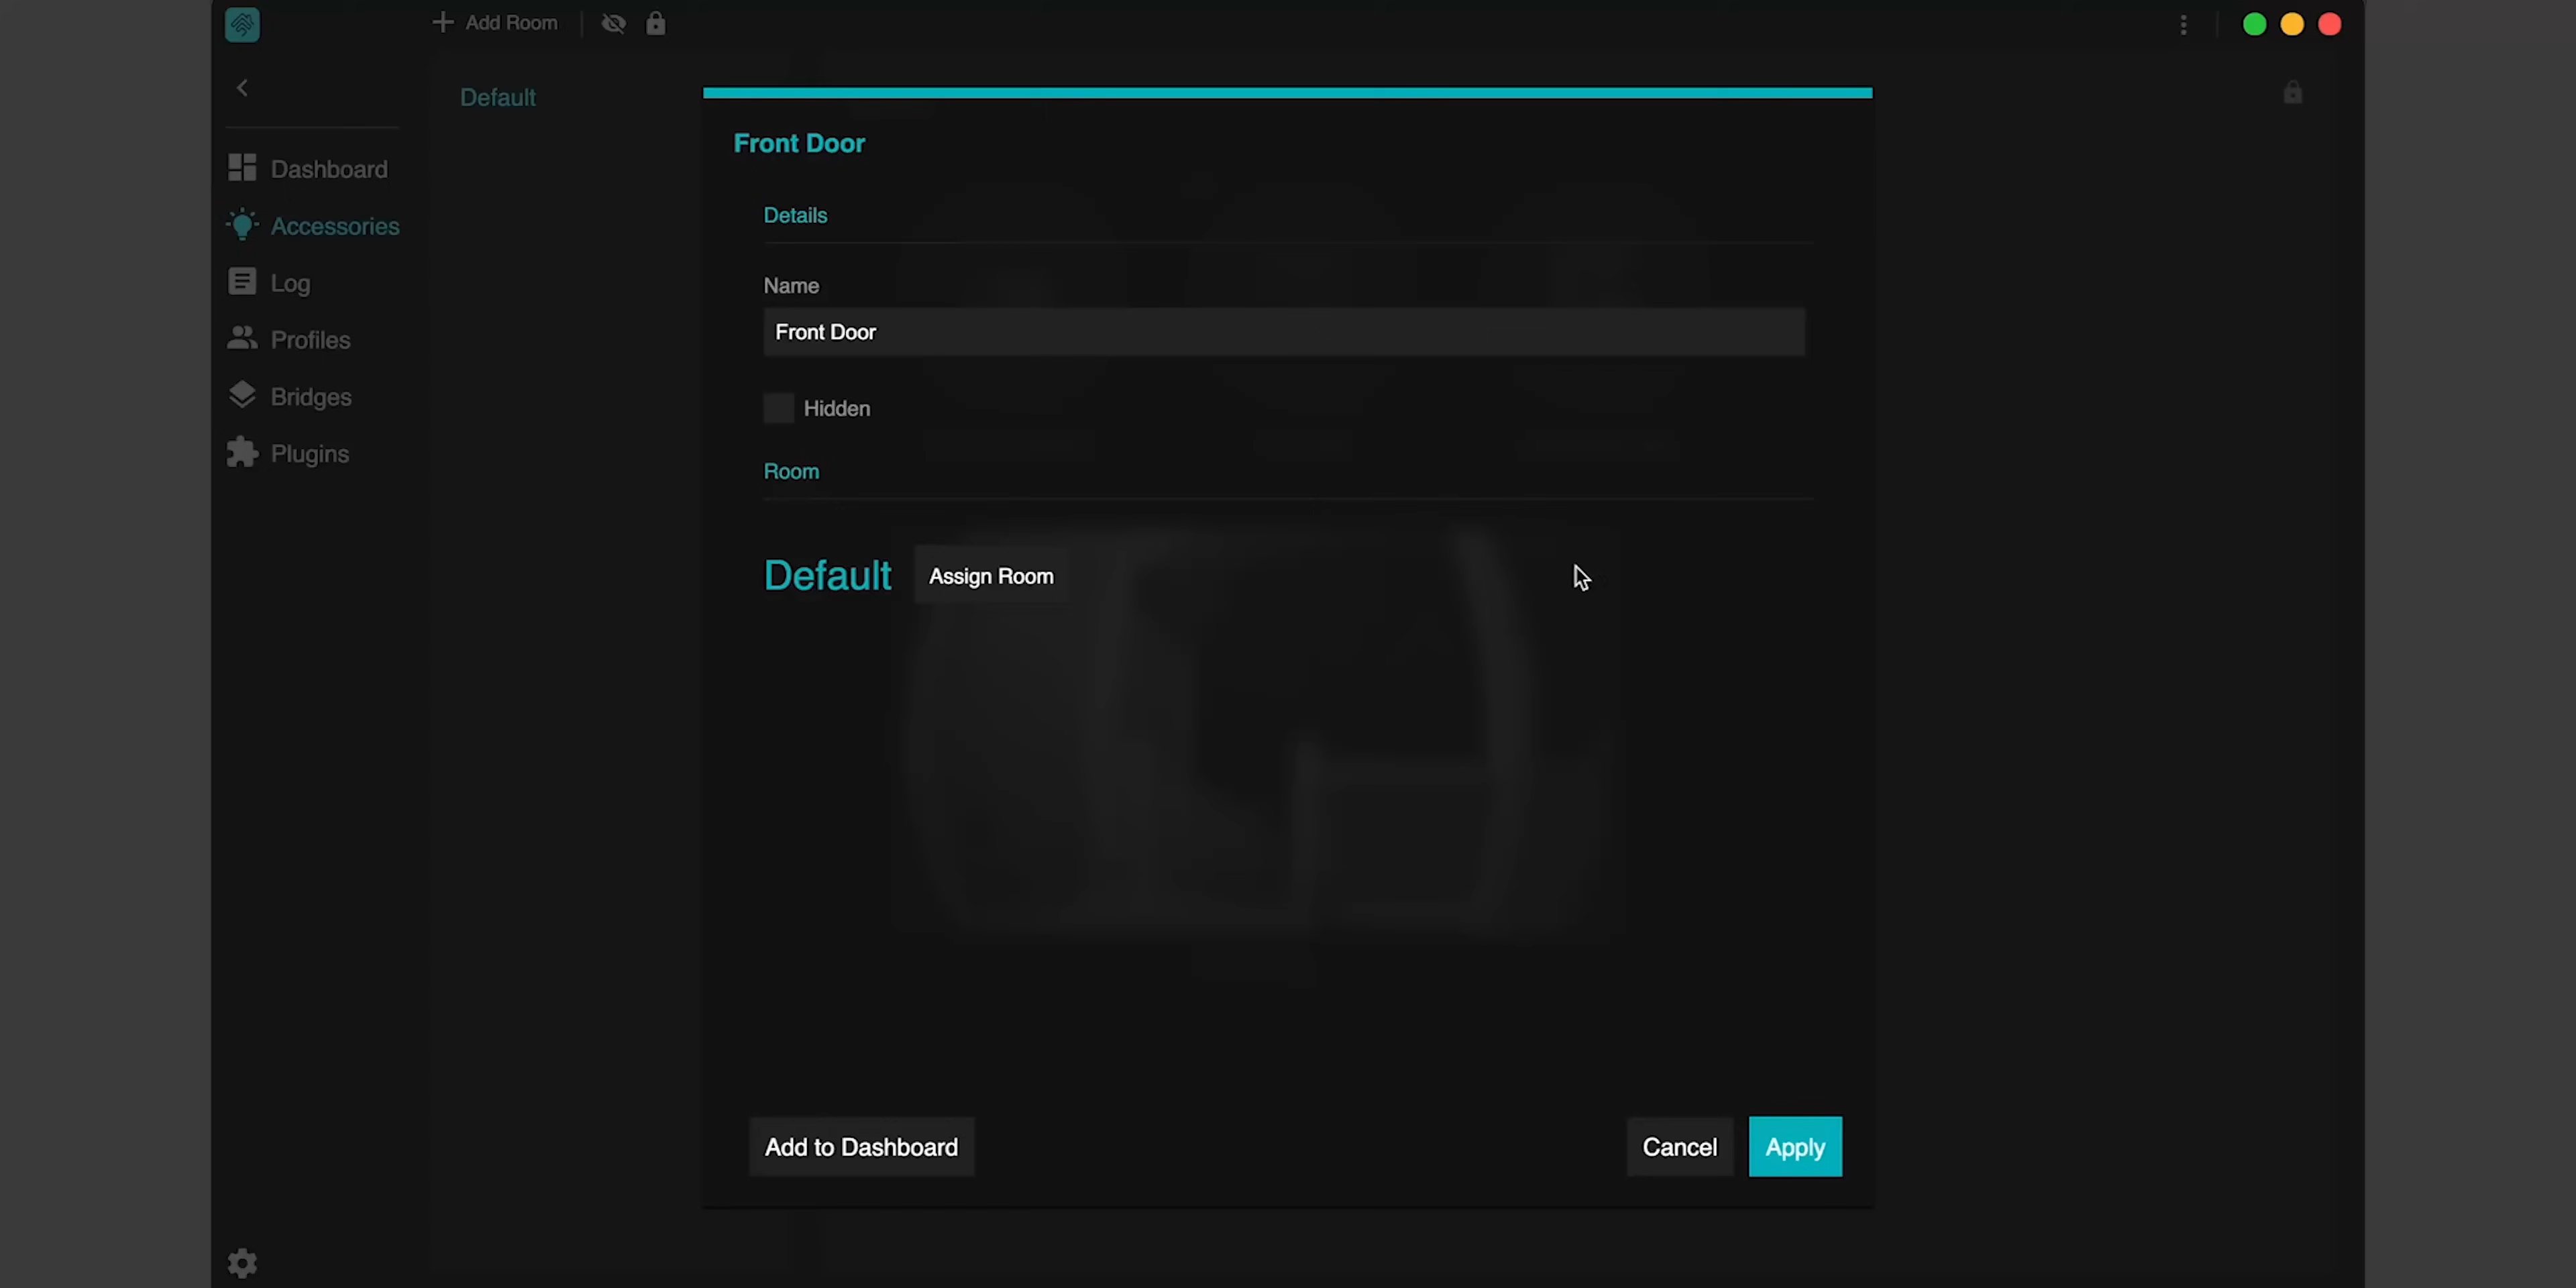 Add Room
Default
Dashboard
Accessories
Log
Profiles
Bridges
Plugins
Front Door
Details
Name
Front Door
Hidden
Room
Default
Assign Room
Add to Dashboard
Cancel
Apply